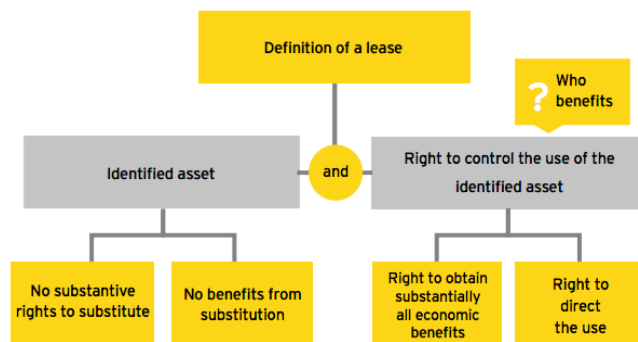 Definition of a lease
? Who
benefits
Identified asset
and
Right to control the use of the
identified asset
No substantive
rights to substitute
No benefits from
substitution
Right to obtain
substantially
all economic
benefits
Right to
direct
the use